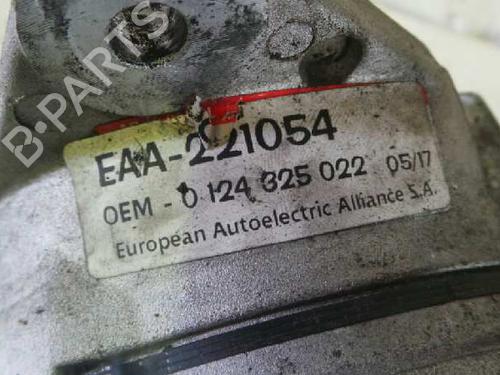 B-PARTS
EAA-221054
OEM - 0 124 325 022 05/17
European Autoelectric Alliance S.A.